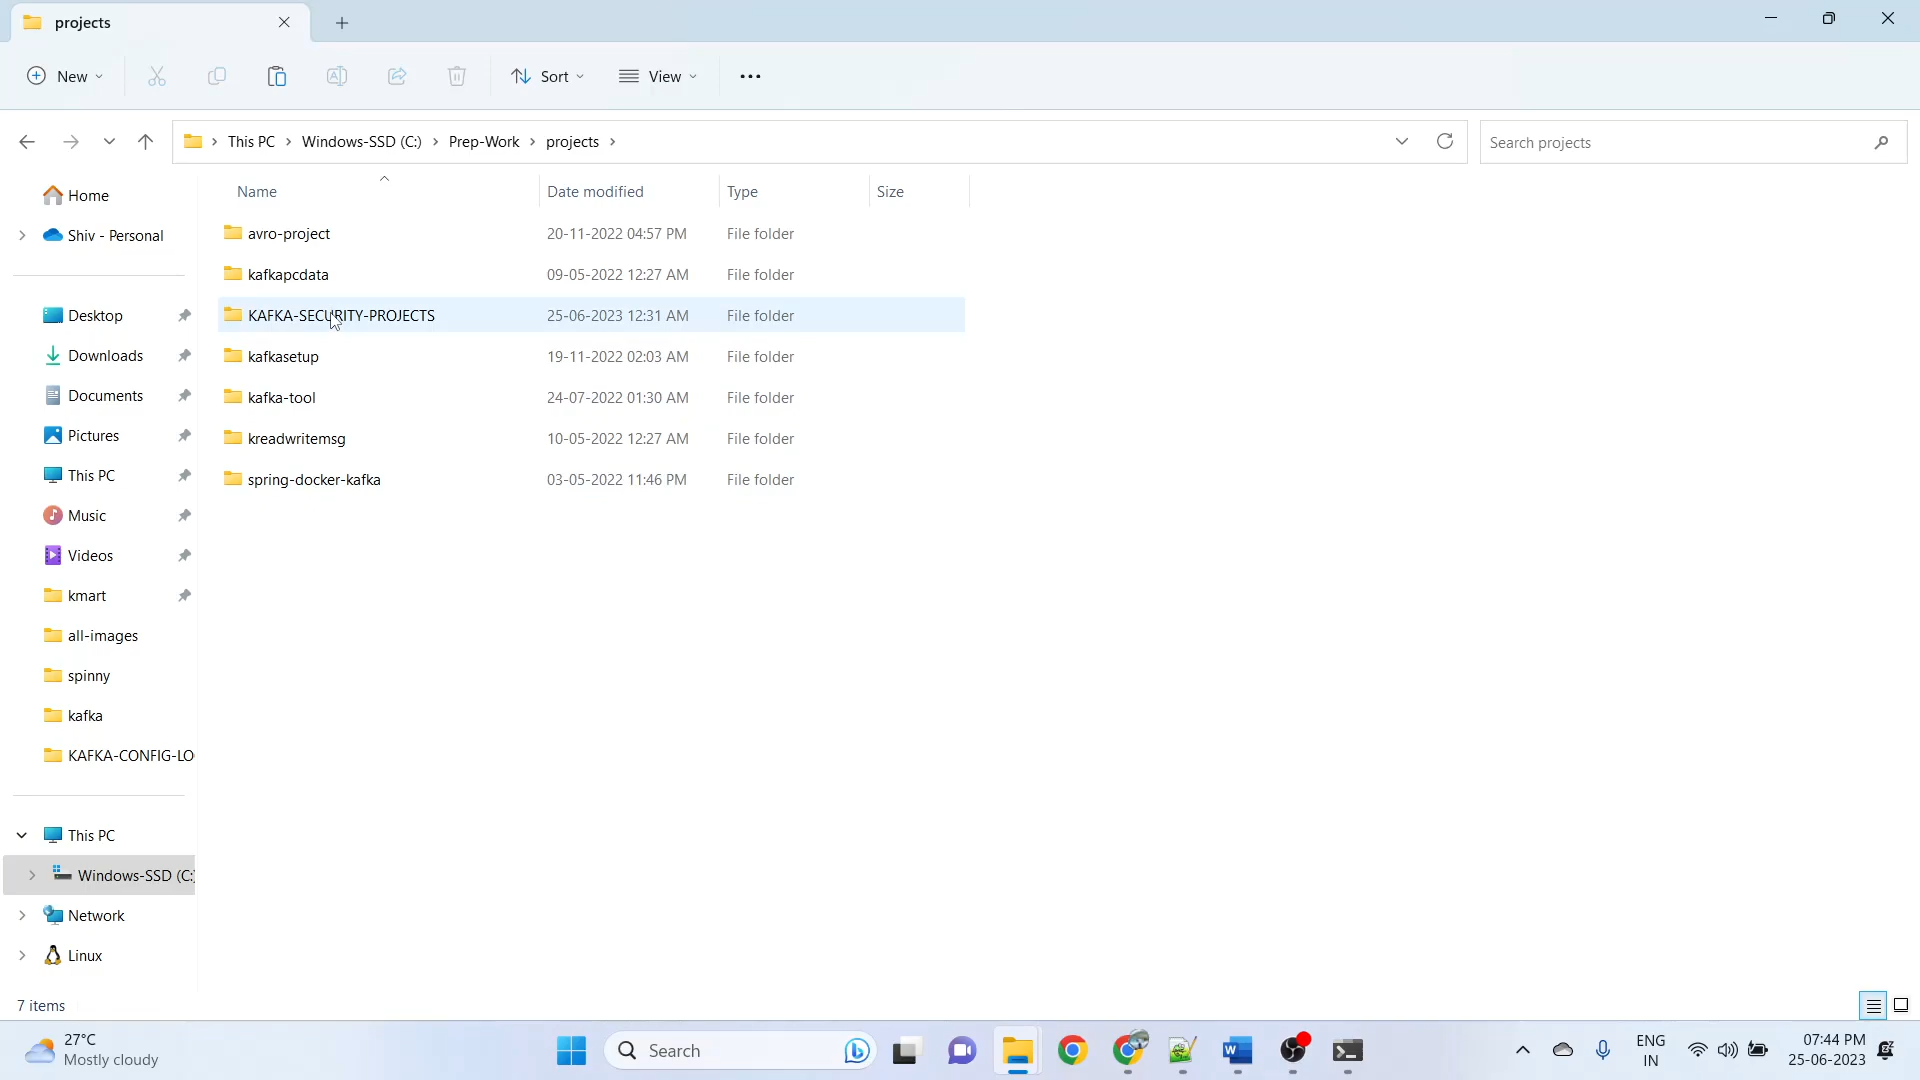 projects
New
Sort
View
This PC
Windows-SSD (C:)
Prep-Work
projects
Search projects
Home
Shiv - Personal
Desktop
Downloads
Documents
Pictures
This PC
Music
Videos
kmart
all-images
spinny
kafka
KAFKA-CONFIG-LO
This PC
Windows-SSD (C:)
Network
Linux
Name Date modified Type Size
avro-project 20-11-2022 04:57 PM File folder
kafkapcdata 09-05-2022 12:27 AM File folder
KAFKA-SECURITY-PROJECTS 25-06-2023 12:31 AM File folder
kafkasetup 19-11-2022 02:03 AM File folder
kafka-tool 24-07-2022 01:30 AM File folder
kreadwritemsg 10-05-2022 12:27 AM File folder
spring-docker-kafka 03-05-2022 11:46 PM File folder
7 items
27°C
Mostly cloudy
Search
ENG
IN
07:44 PM
25-06-2023